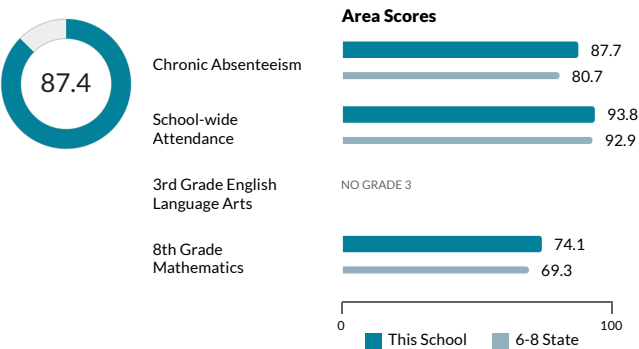 Area Scores
87.4
Chronic Absenteeism
87.7
80.7
School-wide
Attendance
93.8
92.9
3rd Grade English
Language Arts
NO GRADE 3
8th Grade
Mathematics
74.1
69.3
0
100
This School
6-8 State